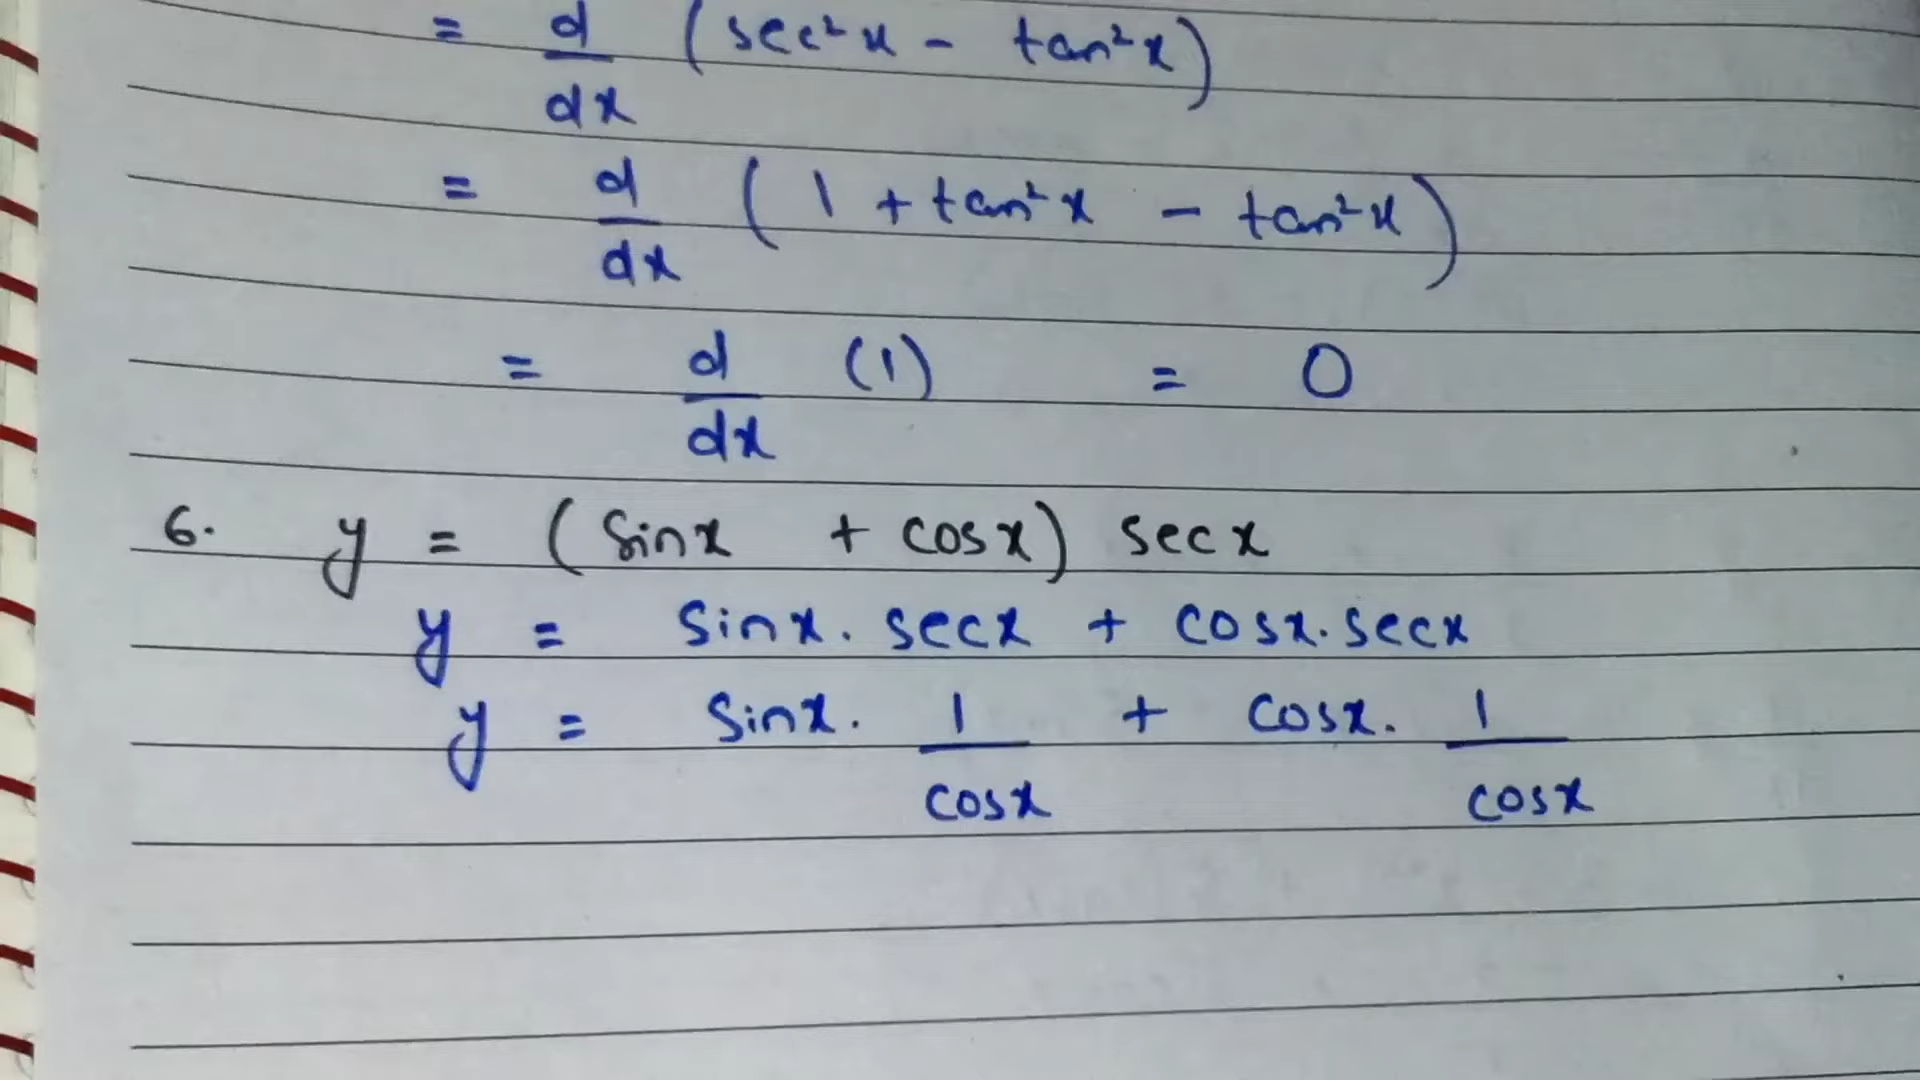 = d/dx (sec²x - tan²x)
= d/dx (1 + tan²x - tan²x)
= d/dx (1) = 0
6. y = (sinx + cosx) secx
y = sinx. secx + cosx. secx
y = sinx. 1/cosx + cosx. 1/cosx